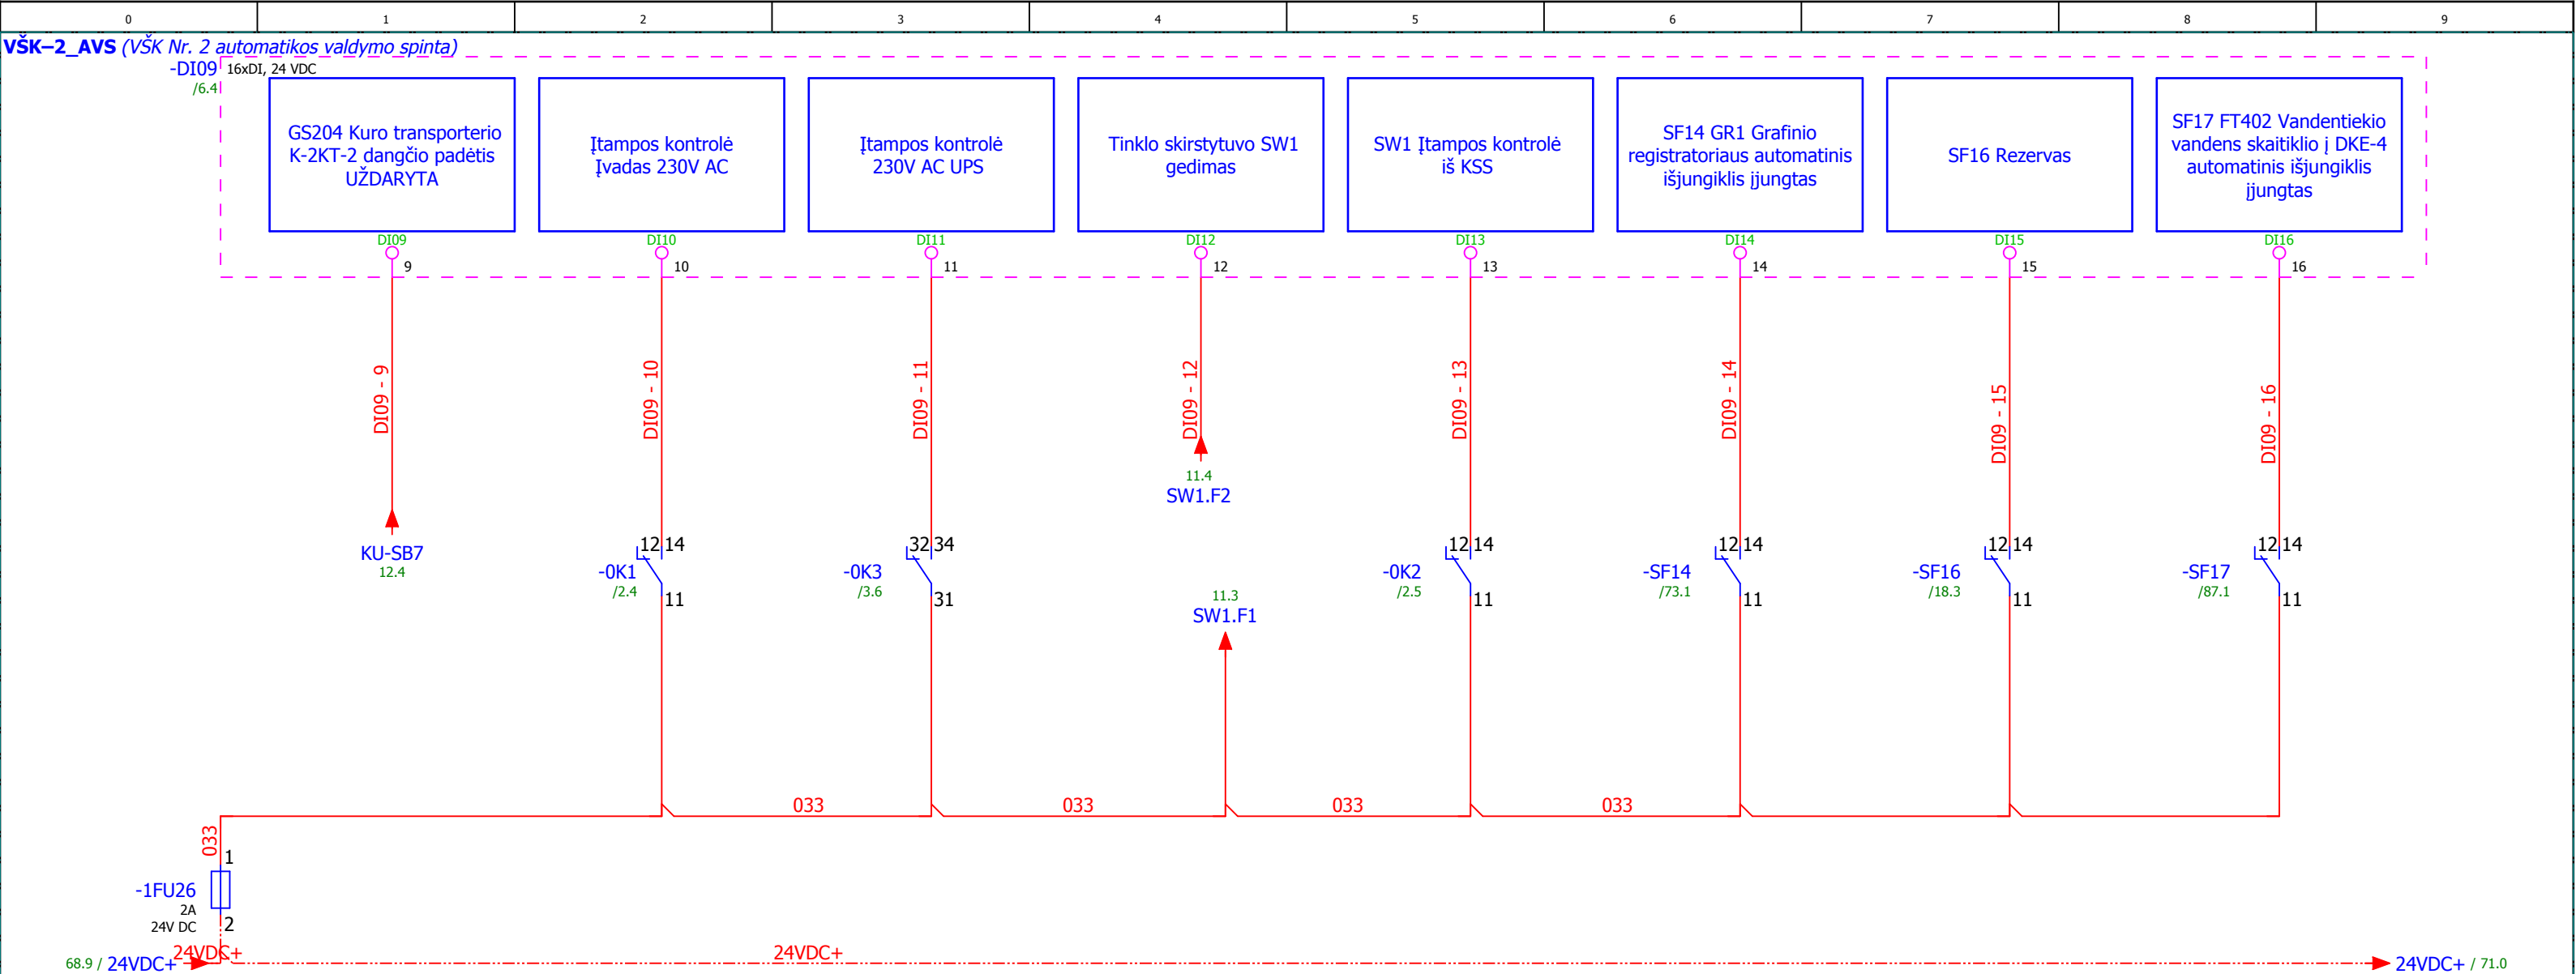 0 1 2 3 4 5 6 7 8 9
VŠK–2_AVS (VŠK Nr. 2 automatikos valdymo spinta)
-DI09
/6.4
16xDI, 24 VDC
GS204 Kuro transporterio
K-2KT-2 dangčio padėtis
UŽDARYTA
Įtampos kontrolė
Įvadas 230V AC
Įtampos kontrolė
230V AC UPS
Tinklo skirstytuvo SW1
gedimas
SW1 Įtampos kontrolė
iš KSS
SF14 GR1 Grafinio
registratoriaus automatinis
išjungiklis įjungtas
SF16 Rezervas
SF17 FT402 Vandentiekio
vandens skaitiklio į DKE-4
automatinis išjungiklis
įjungtas
DI09 DI10 DI11 DI12 DI13 DI14 DI15 DI16
9 10 11 12 13 14 15 16
DI09 - 9
DI09 - 10
DI09 - 11
DI09 - 12
DI09 - 13
DI09 - 14
DI09 - 15
DI09 - 16
11.4
SW1.F2
KU-SB7
12.4
12 14
-0K1
/2.4
11
32 34
-0K3
/3.6
31
11.3
SW1.F1
12 14
-0K2
/2.5
11
12 14
-SF14
/73.1
11
12 14
-SF16
/18.3
11
12 14
-SF17
/87.1
11
033 033 033 033
033
1
-1FU26
2A
24V DC
2
24VDC+ 24VDC+
68.9 / 24VDC+
24VDC+ / 71.0